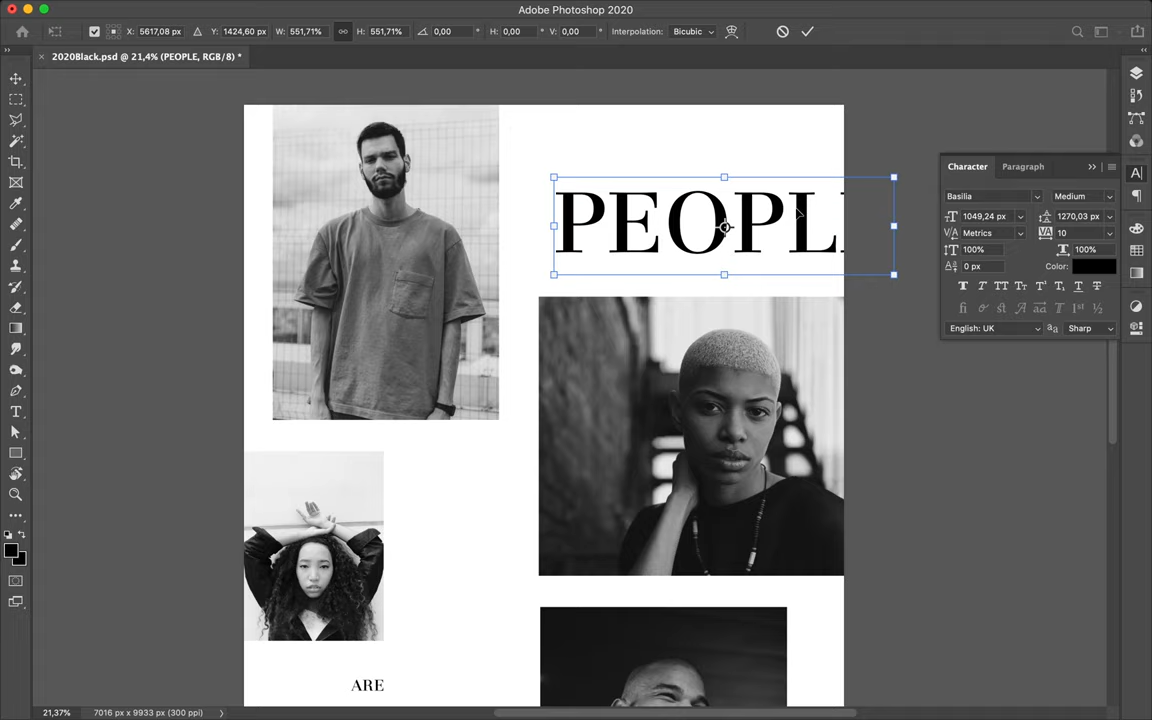 Adobe Photoshop 2020
X: 5617,08 px Y: 1424,60 px W: 551,71% H: 551,71% 0,00 H: 0,00 V: 0,00 Interpolation: Bicubic
2020Black.psd @ 21,4% (PEOPLE, RGB/8) *
PEOPL
Character Paragraph
Basilia Medium
1049,24 px 1270,03 px
Metrics 10
100% 100%
0 px Color:
English: UK Sharp
ARE
21,37% 7016 px x 9933 px (300 ppi)